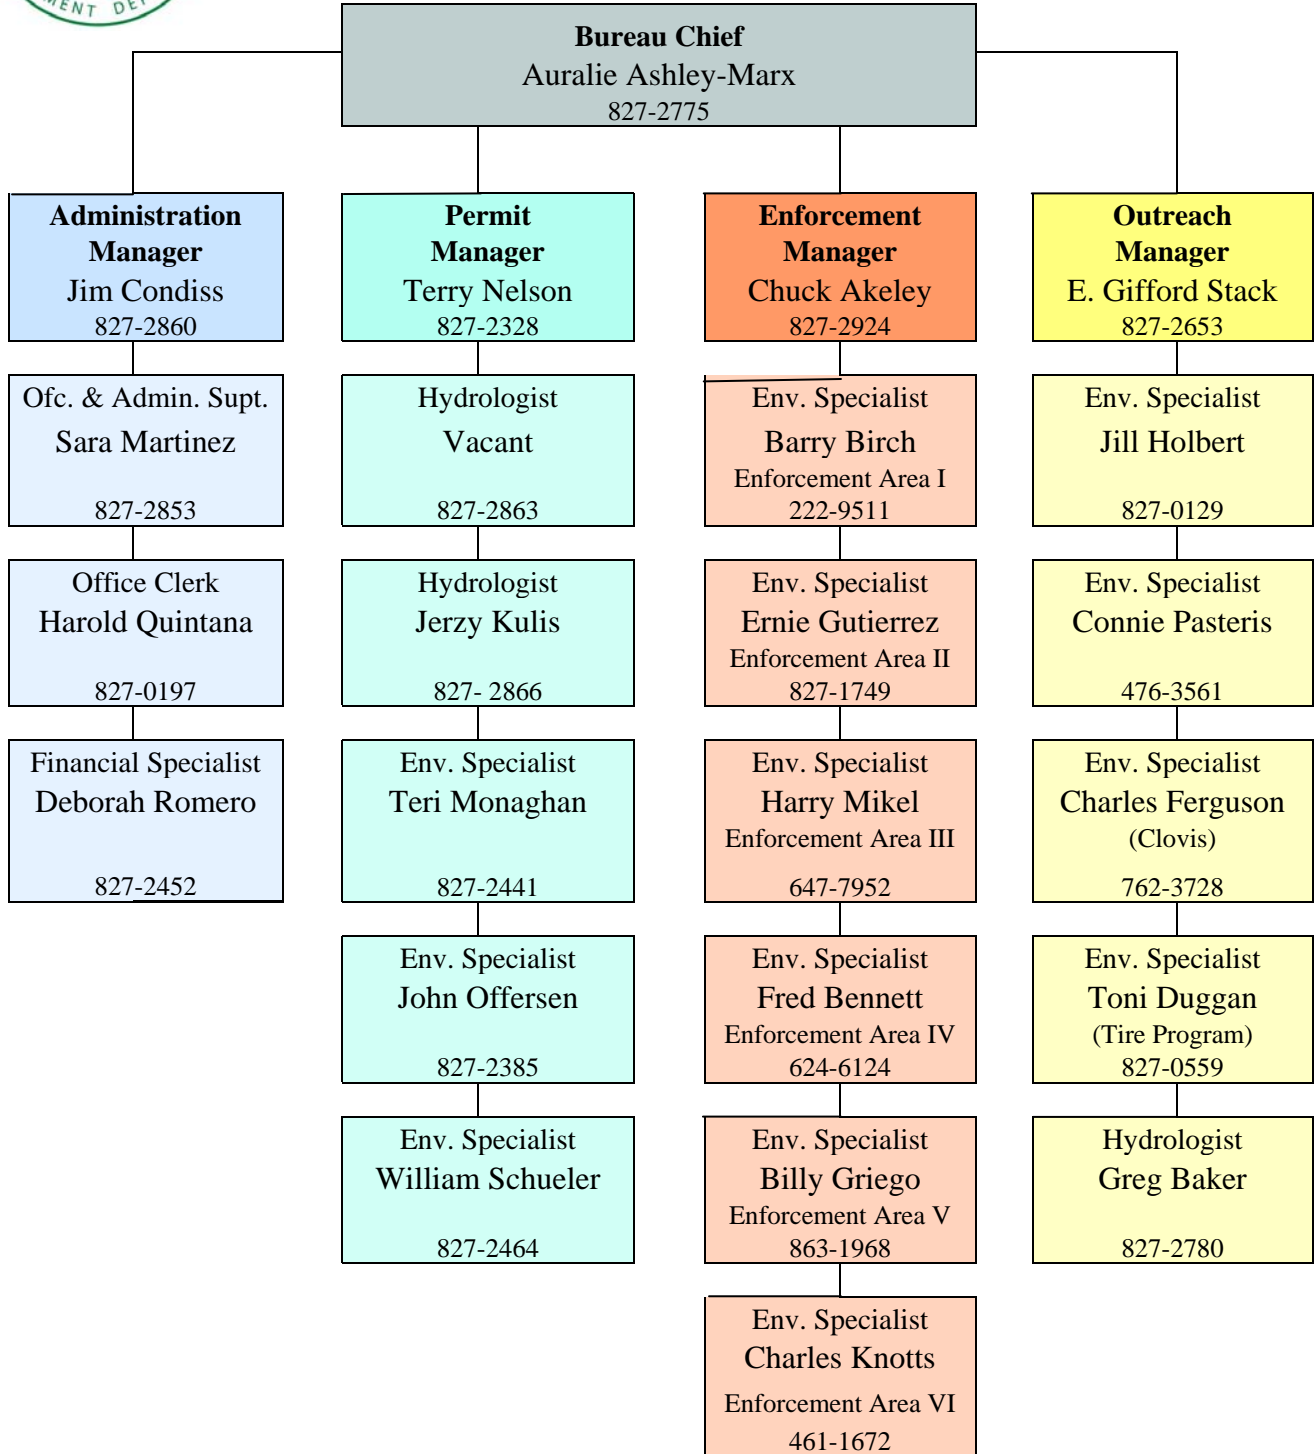 MENT DEP
Bureau Chief
Auralie Ashley-Marx
827-2775
Administration
Manager
Jim Condiss
827-2860
Ofc. & Admin. Supt.
Sara Martinez
827-2853
Office Clerk
Harold Quintana
827-0197
Financial Specialist
Deborah Romero
827-2452
Permit
Manager
Terry Nelson
827-2328
Hydrologist
Vacant
827-2863
Hydrologist
Jerzy Kulis
827- 2866
Env. Specialist
Teri Monaghan
827-2441
Env. Specialist
John Offersen
827-2385
Env. Specialist
William Schueler
827-2464
Enforcement
Manager
Chuck Akeley
827-2924
Env. Specialist
Barry Birch
Enforcement Area I
222-9511
Env. Specialist
Ernie Gutierrez
Enforcement Area II
827-1749
Env. Specialist
Harry Mikel
Enforcement Area III
647-7952
Env. Specialist
Fred Bennett
Enforcement Area IV
624-6124
Env. Specialist
Billy Griego
Enforcement Area V
863-1968
Env. Specialist
Charles Knotts
Enforcement Area VI
461-1672
Outreach
Manager
E. Gifford Stack
827-2653
Env. Specialist
Jill Holbert
827-0129
Env. Specialist
Connie Pasteris
476-3561
Env. Specialist
Charles Ferguson
(Clovis)
762-3728
Env. Specialist
Toni Duggan
(Tire Program)
827-0559
Hydrologist
Greg Baker
827-2780